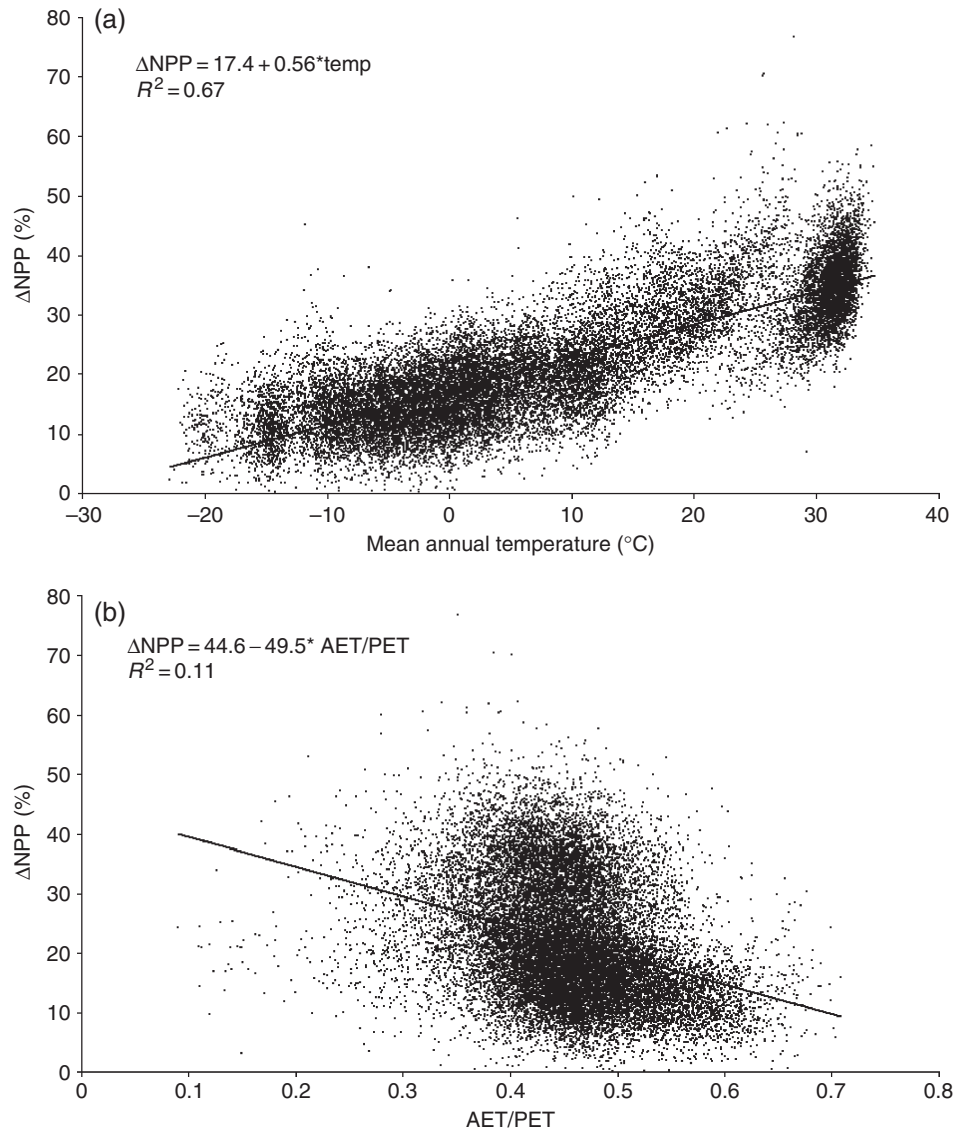 (a)
ΔNPP = 17.4 + 0.56*temp
R² = 0.67
80
70
60
50
40
30
20
10
0
ΔNPP (%)
–30 –20 –10 0 10 20 30 40
Mean annual temperature (°C)
(b)
ΔNPP = 44.6 – 49.5* AET/PET
R² = 0.11
80
70
60
50
40
30
20
10
0
ΔNPP (%)
0 0.1 0.2 0.3 0.4 0.5 0.6 0.7 0.8
AET/PET